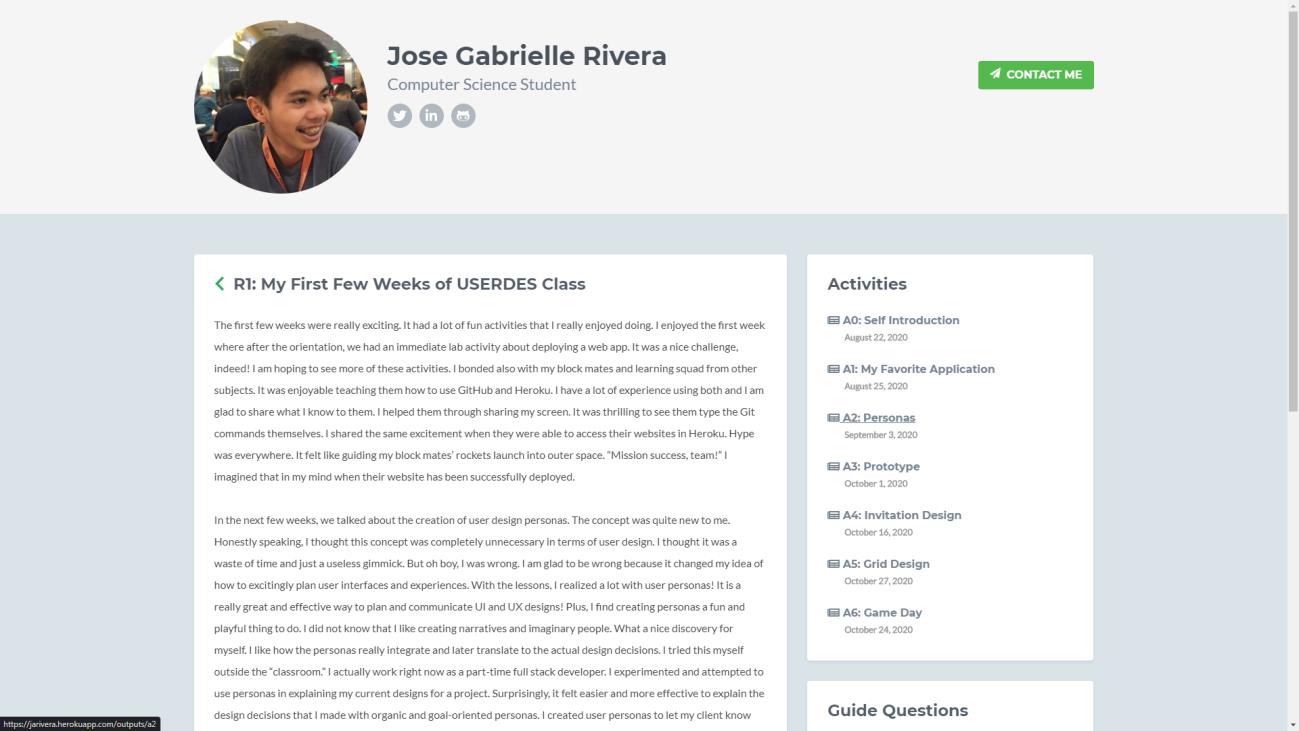 Jose Gabrielle Rivera
Computer Science Student
CONTACT ME
R1: My First Few Weeks of USERDES Class
The first few weeks were really exciting. It had a lot of fun activities that I really enjoyed doing. I enjoyed the first week
where after the orientation, we had an immediate lab activity about deploying a web app. It was a nice challenge,
indeed! I am hoping to see more of these activities. I bonded also with my block mates and learning squad from other
subjects. It was enjoyable teaching them how to use GitHub and Heroku. I have a lot of experience using both and I am
glad to share what I know to them. I helped them through sharing my screen. It was thrilling to see them type the Git
commands themselves. I shared the same excitement when they were able to access their websites in Heroku. Hype
was everywhere. It felt like guiding my block mates’ rockets launch into outer space. “Mission success, team!” I
imagined that in my mind when their website has been successfully deployed.
In the next few weeks, we talked about the creation of user design personas. The concept was quite new to me.
Honestly speaking, I thought this concept was completely unnecessary in terms of user design. I thought it was a
waste of time and just a useless gimmick. But oh boy, I was wrong. I am glad to be wrong because it changed my idea of
how to excitingly plan user interfaces and experiences. With the lessons, I realized a lot with user personas! It is a
really great and effective way to plan and communicate UI and UX designs! Plus, I find creating personas a fun and
playful thing to do. I did not know that I like creating narratives and imaginary people. What a nice discovery for
myself. I like how the personas really integrate and later translate to the actual design decisions. I tried this myself
outside the “classroom.” I actually work right now as a part-time full stack developer. I experimented and attempted to
use personas in explaining my current designs for a project. Surprisingly, it felt easier and more effective to explain the
design decisions that I made with organic and goal-oriented personas. I created user personas to let my client know
Activities
A0: Self Introduction
August 22, 2020
A1: My Favorite Application
August 25, 2020
A2: Personas
September 3, 2020
A3: Prototype
October 1, 2020
A4: Invitation Design
October 16, 2020
A5: Grid Design
October 27, 2020
A6: Game Day
October 24, 2020
Guide Questions
https://jarivera.herokuapp.com/outputs/a2